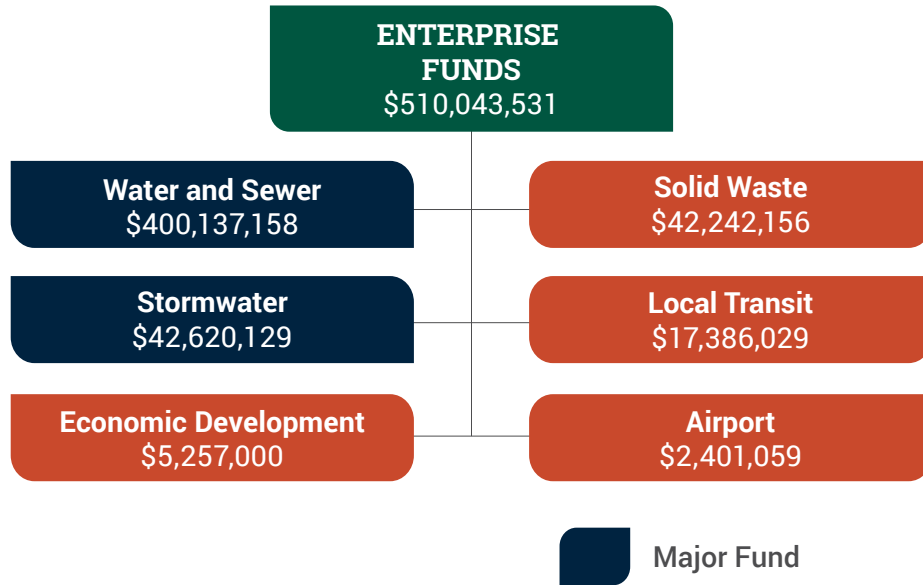 ENTERPRISE
FUNDS
$510,043,531
Water and Sewer
$400,137,158
Solid Waste
$42,242,156
Stormwater
$42,620,129
Local Transit
$17,386,029
Economic Development
$5,257,000
Airport
$2,401,059
Major Fund